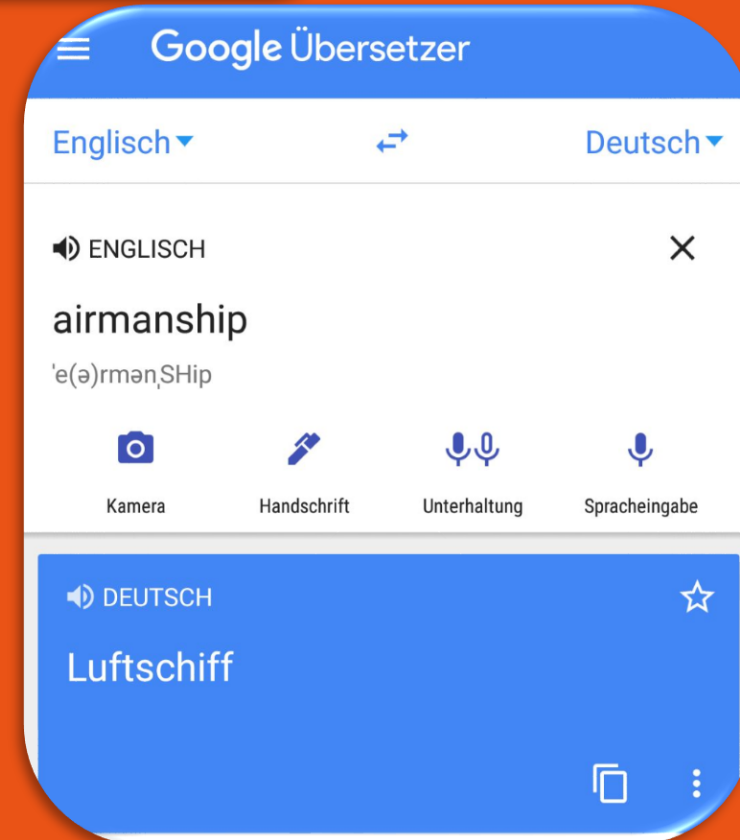 Google Übersetzer
Englisch Deutsch
ENGLISCH
airmanship
ˈe(ə)rmənˌSHip
Kamera Handschrift Unterhaltung Spracheingabe
DEUTSCH
Luftschiff